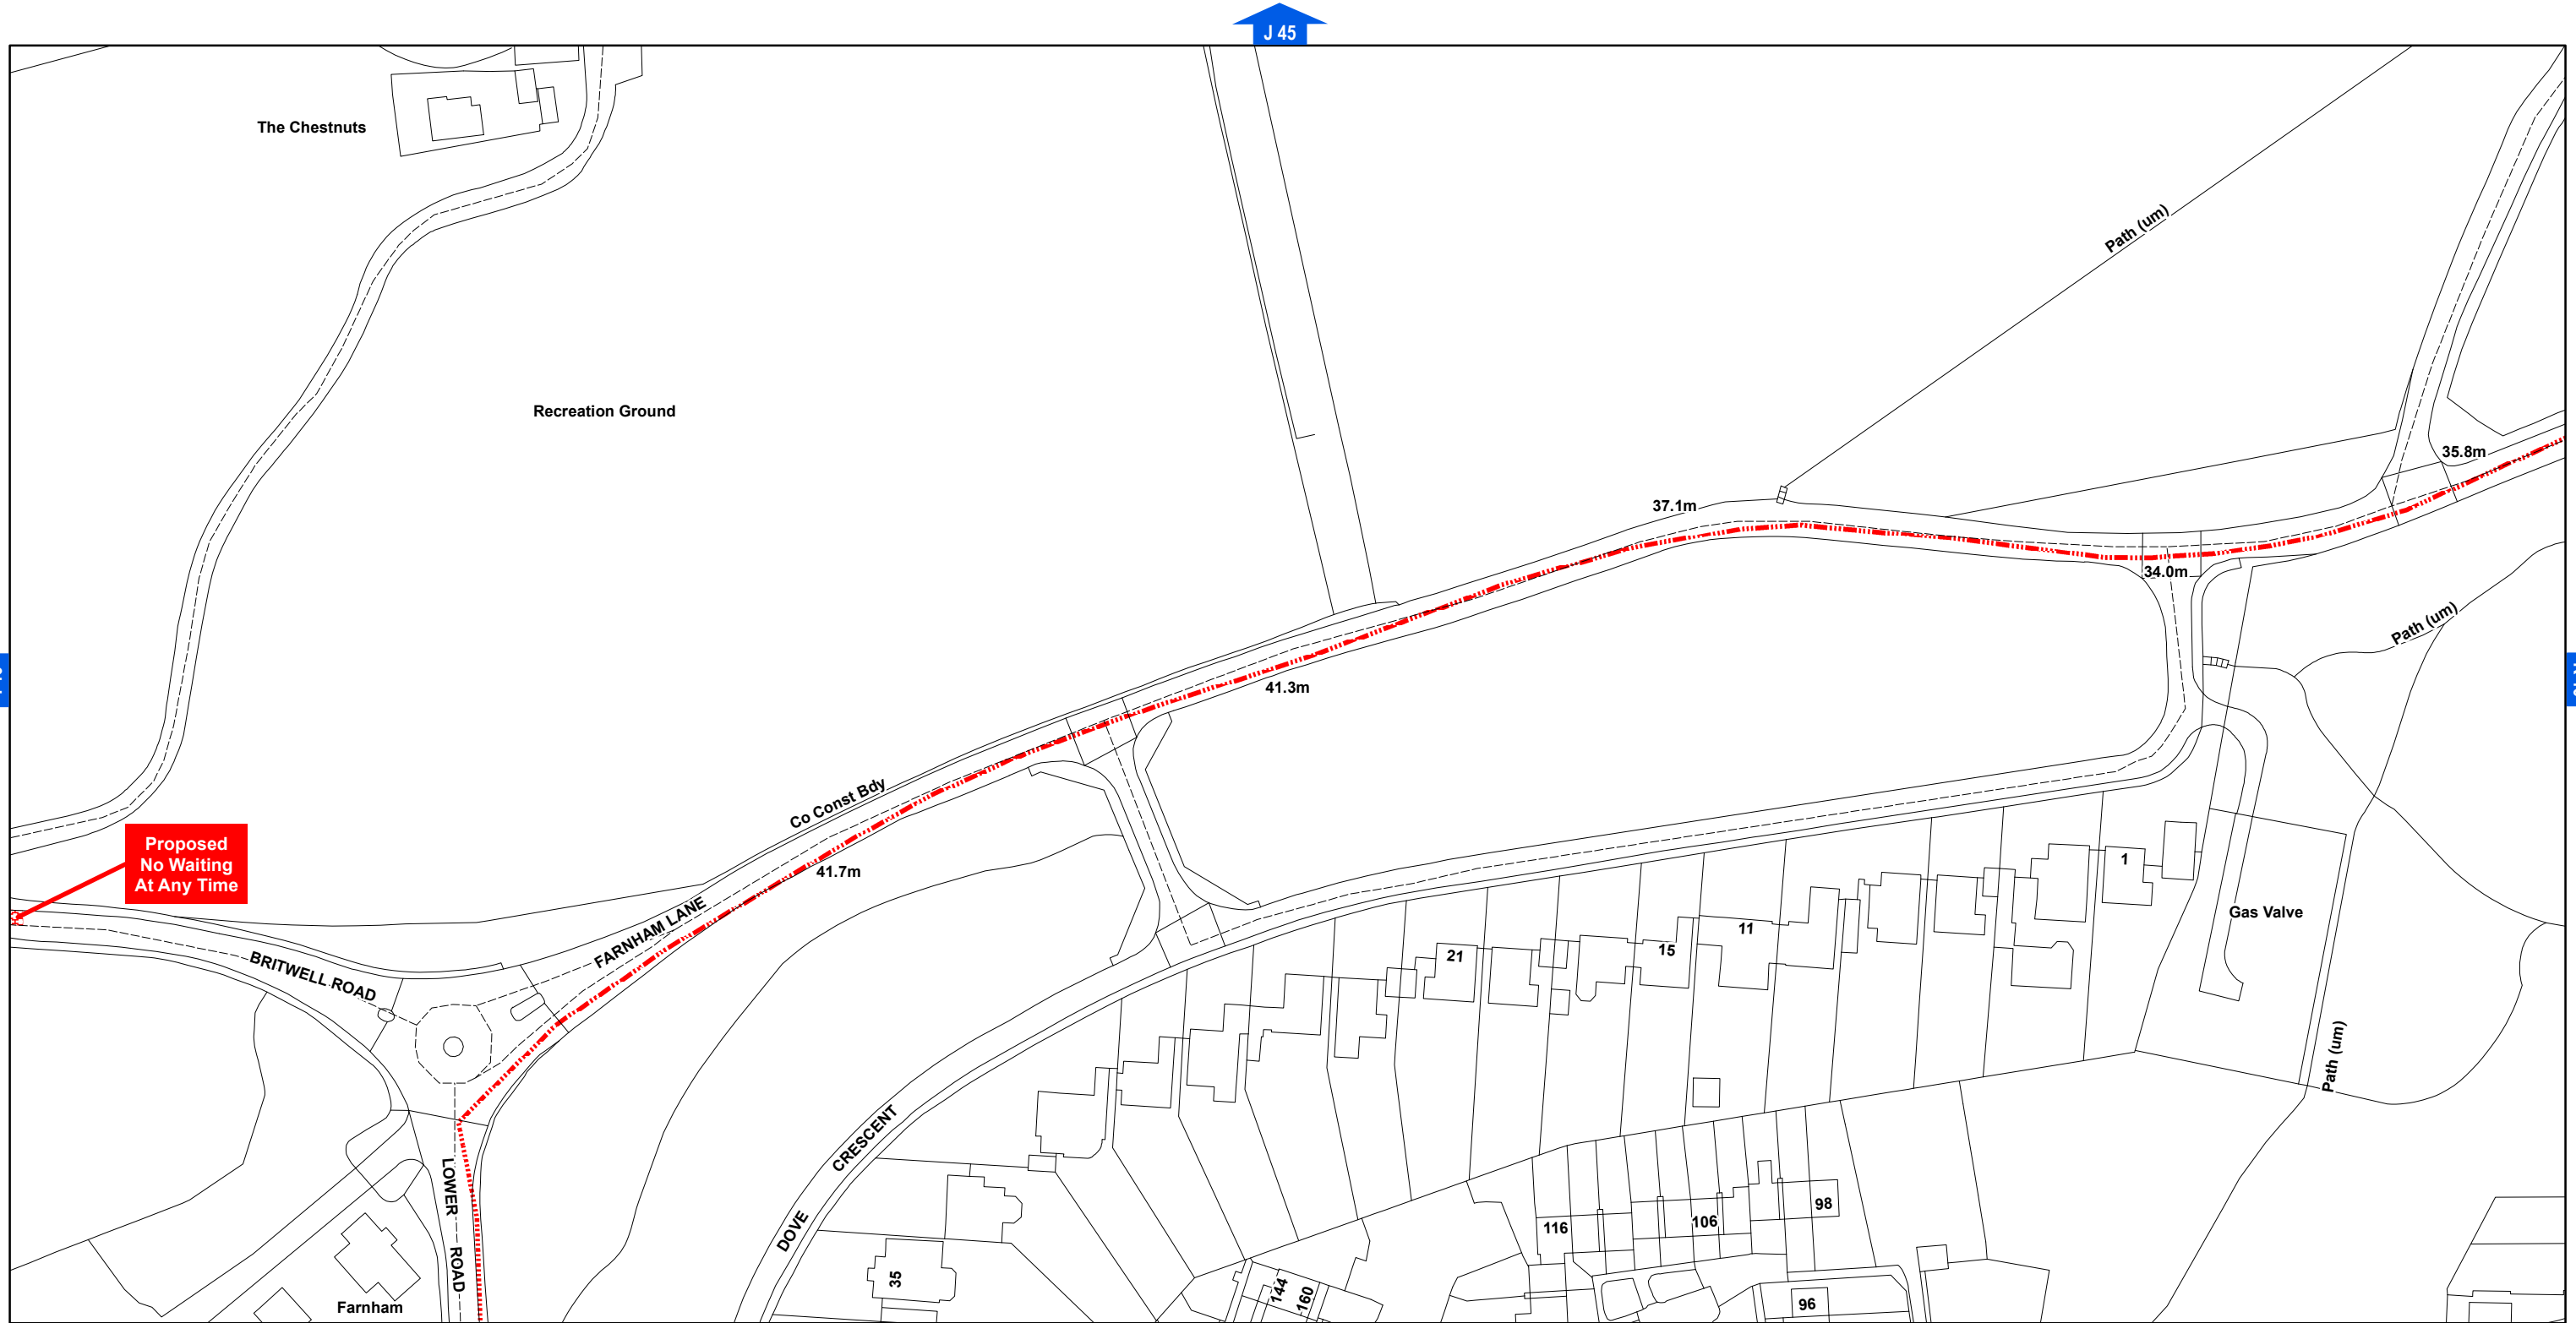 J 45
The Chestnuts
Path (um)
Recreation Ground
35.8m
37.1m
34.0m
Path (um)
41.3m
Co Const Bdy
Proposed
No Waiting
At Any Time
41.7m
1
FARNHAM LANE
Gas Valve
11
15
21
BRITWELL ROAD
Path (um)
DOVE CRESCENT
LOWER ROAD
98
106
116
35
144
160
96
Farnham